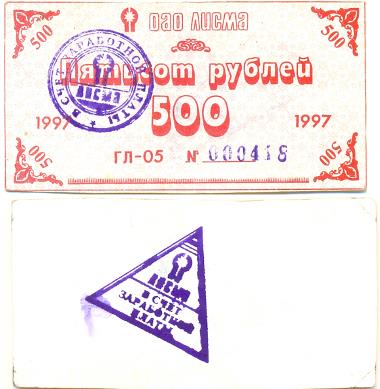 ОАО ЛИСМА
500 500
Пятьсот рублей
В СЧЕТ ЗАРАБОТНОЙ ПЛАТЫ
ЛИСМА
1997 500 1997
ГЛ-05 № 000418
500 500
ЛИСМА
В СЧЕТ
ЗАРАБОТНОЙ
ПЛАТЫ